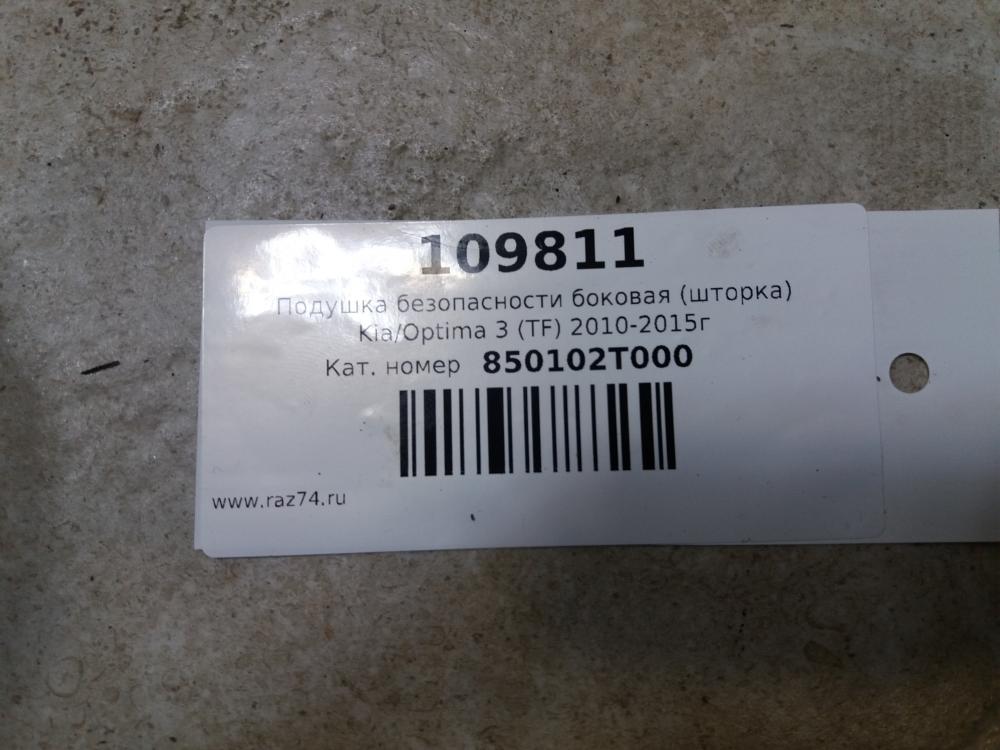 109811
Подушка безопасности боковая (шторка)
Kia/Optima 3 (TF) 2010-2015г
Кат. номер 850102T000
www.raz74.ru